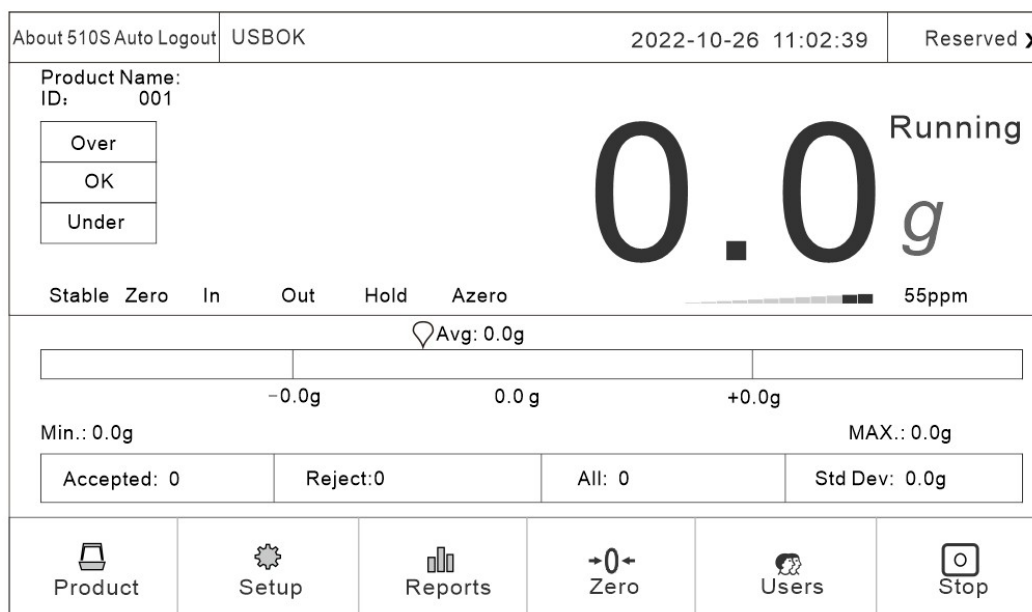 About 510S Auto Logout USBOK 2022-10-26 11:02:39 Reserved
Product Name:
ID: 001
Running
Over
OK
Under
0.0 g
Stable Zero In Out Hold Azero 55ppm
Avg: 0.0g
-0.0g 0.0 g +0.0g
Min.: 0.0g MAX.: 0.0g
Accepted: 0 Reject:0 All: 0 Std Dev: 0.0g
→0←
Product Setup Reports Zero Users Stop